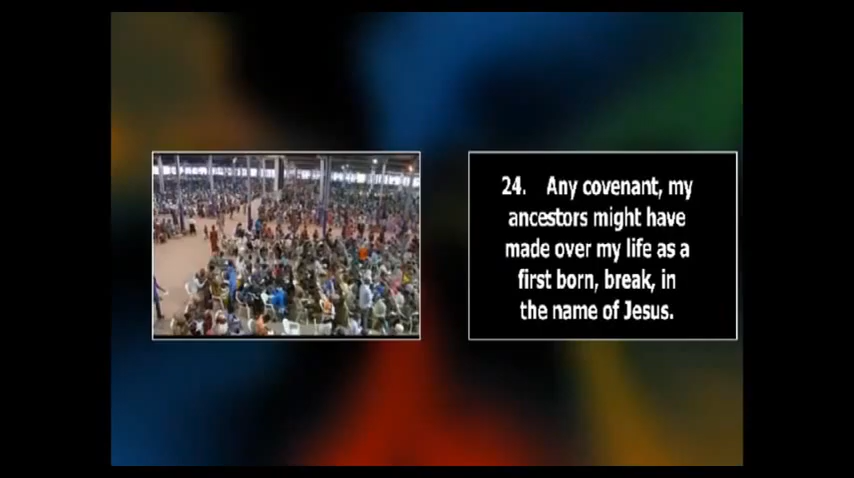 24. Any covenant, my
ancestors might have
made over my life as a
first born, break, in
the name of Jesus.